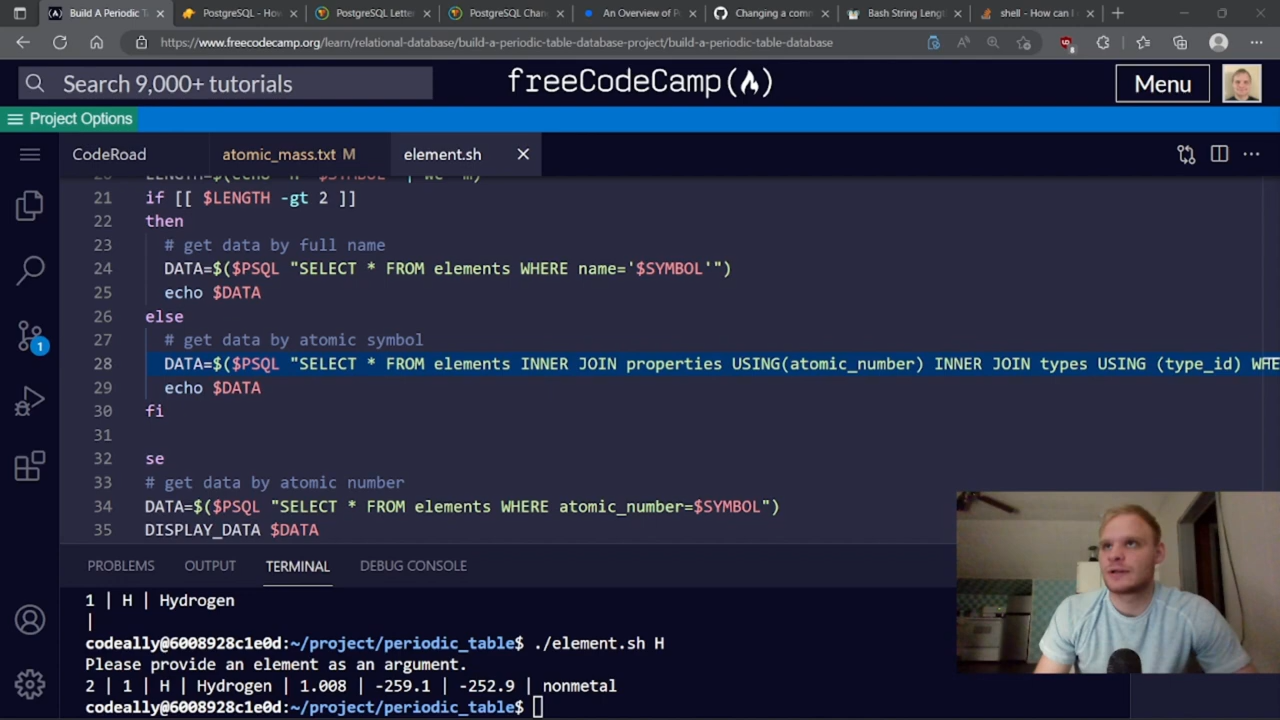 Build A Periodic T
PostgreSQL - How
PostgreSQL Lette
PostgreSQL Chan
An Overview of P
Changing a comm
Bash String Leng
shell - How can I
https://www.freecodecamp.org/learn/relational-database/build-a-periodic-table-database-project/build-a-periodic-table-database
Search 9,000+ tutorials
freeCodeCamp
Menu
Project Options
CodeRoad
atomic_mass.txt M
element.sh
21 if [[ $LENGTH -gt 2 ]]
22 then
23 # get data by full name
24 DATA=$($PSQL "SELECT * FROM elements WHERE name='$SYMBOL'")
25 echo $DATA
26 else
27 # get data by atomic symbol
28 DATA=$($PSQL "SELECT * FROM elements INNER JOIN properties USING(atomic_number) INNER JOIN types USING (type_id) WHE
29 echo $DATA
30 fi
31
32 se
33 # get data by atomic number
34 DATA=$($PSQL "SELECT * FROM elements WHERE atomic_number=$SYMBOL")
35 DISPLAY_DATA $DATA
1
PROBLEMS
OUTPUT
TERMINAL
DEBUG CONSOLE
1 | H | Hydrogen
|
codeally@6008928c1e0d:~/project/periodic_table$ ./element.sh H
Please provide an element as an argument.
2 | 1 | H | Hydrogen | 1.008 | -259.1 | -252.9 | nonmetal
codeally@6008928c1e0d:~/project/periodic_table$